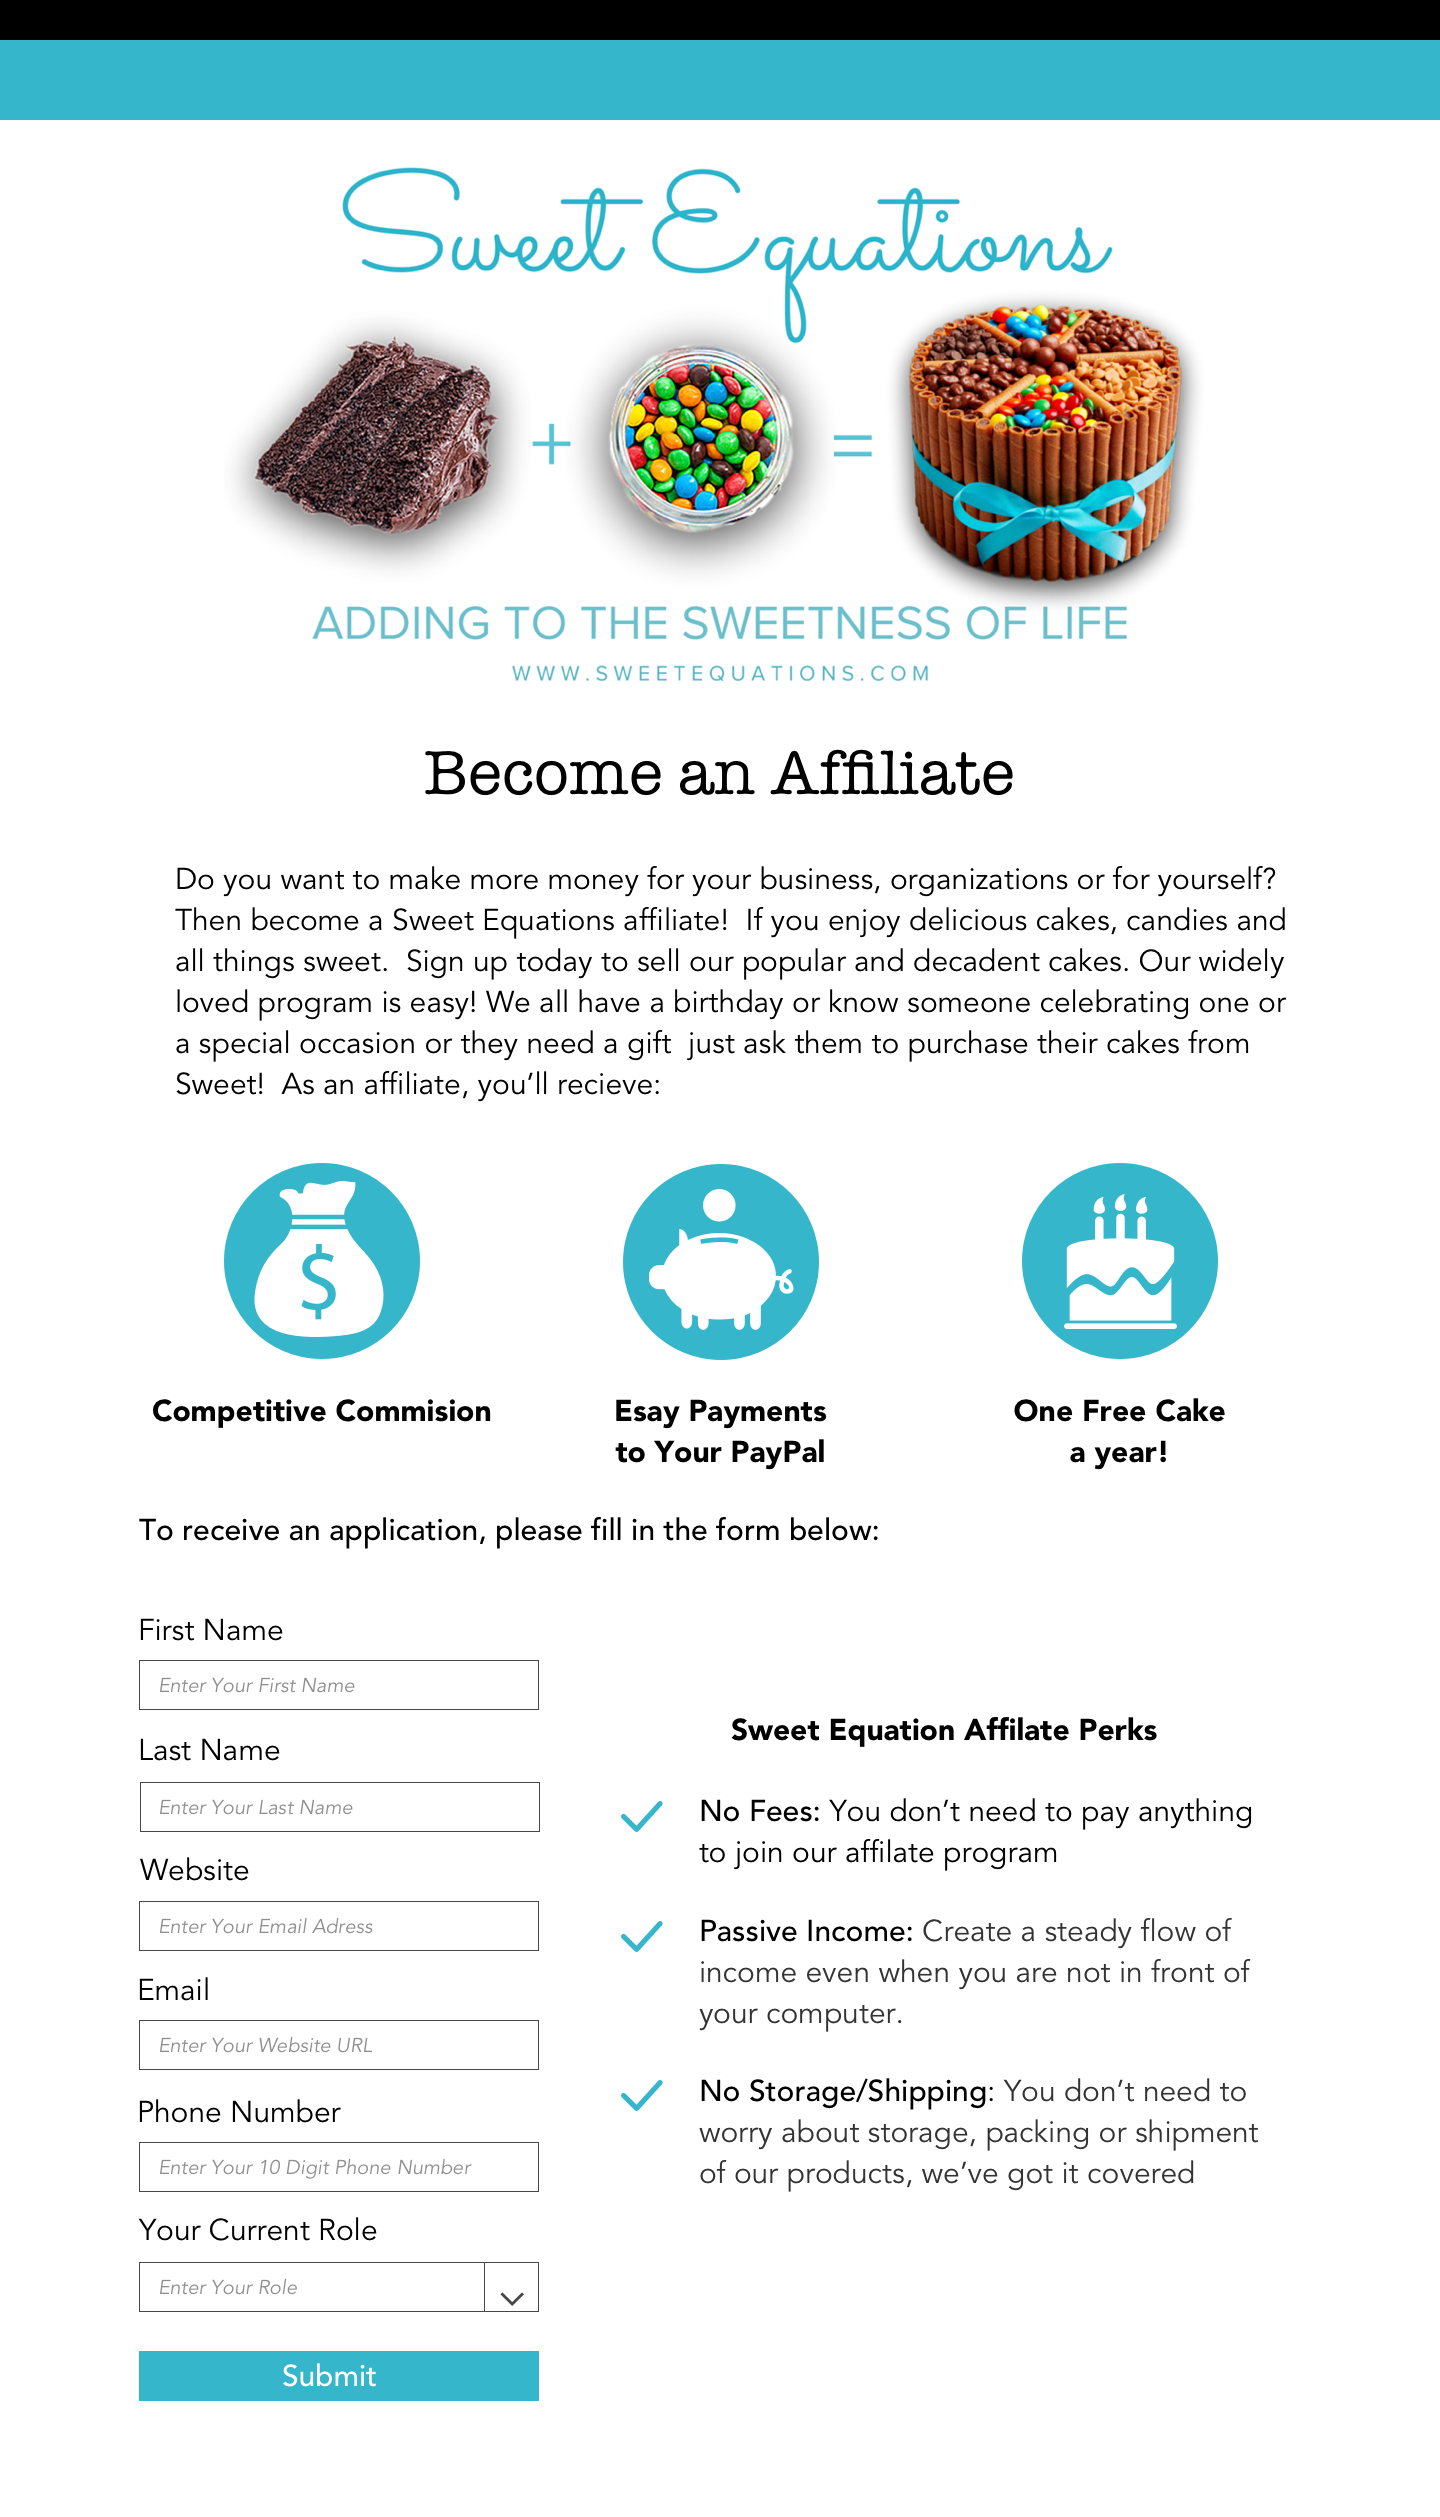 Sweet Equations
+ =
ADDING TO THE SWEETNESS OF LIFE
WWW.SWEETEQUATIONS.COM
Become an Affiliate
Do you want to make more money for your business, organizations or for yourself?
Then become a Sweet Equations affiliate!  If you enjoy delicious cakes, candies and
all things sweet.  Sign up today to sell our popular and decadent cakes. Our widely
loved program is easy! We all have a birthday or know someone celebrating one or
a special occasion or they need a gift  just ask them to purchase their cakes from
Sweet!  As an affiliate, you’ll recieve:
$
Competitive Commision
Esay Payments
to Your PayPal
One Free Cake
a year!
To receive an application, please fill in the form below:
First Name
Enter Your First Name
Last Name
Enter Your Last Name
Website
Enter Your Email Adress
Email
Enter Your Website URL
Phone Number
Enter Your 10 Digit Phone Number
Your Current Role
Enter Your Role
Submit
Sweet Equation Affilate Perks
No Fees: You don’t need to pay anything
to join our affilate program
Passive Income: Create a steady flow of
income even when you are not in front of
your computer.
No Storage/Shipping: You don’t need to
worry about storage, packing or shipment
of our products, we’ve got it covered